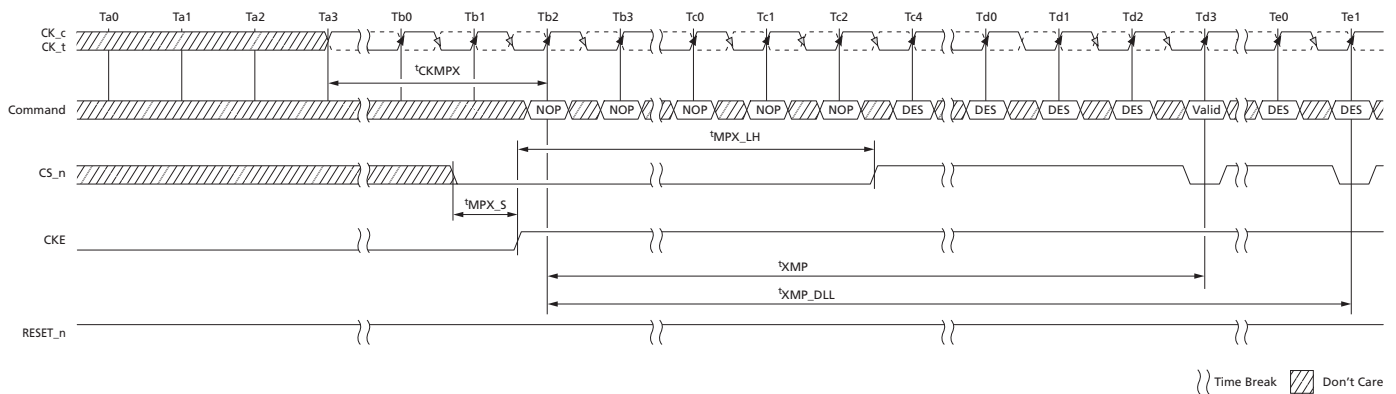 Ta0 Ta1 Ta2 Ta3 Tb0 Tb1 Tb2 Tb3 Tc0 Tc1 Tc2 Tc4 Td0 Td1 Td2 Td3 Te0 Te1
CK_c
CK_t
tCKMPX
Command NOP NOP NOP NOP NOP DES DES DES DES Valid DES DES
tMPX_LH
CS_n
tMPX_S
CKE
tXMP
tXMP_DLL
RESET_n
Time Break Don't Care